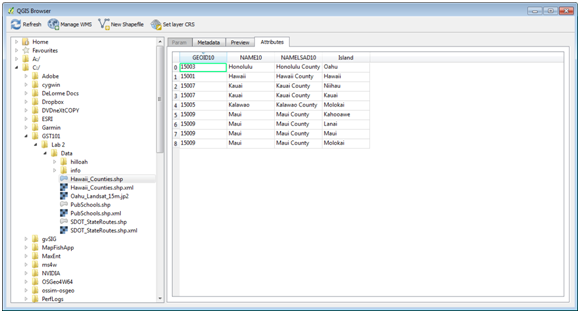 QGIS Browser
Refresh Manage WMS New Shapefile Set layer CRS
Home
Favourites
A:/
C:/
Adobe
cygwin
DeLorme Docs
Dropbox
DVDneXtCOPY
ESRI
Garmin
GST101
Lab 2
Data
hilloah
info
Hawaii_Counties.shp
Hawaii_Counties.shp.xml
Oahu_Landsat_15m.jp2
PubSchools.shp
PubSchools.shp.xml
SDOT_StateRoutes.shp
SDOT_StateRoutes.shp.xml
gvSIG
MapFishApp
MaxEnt
ms4w
NVIDIA
OSGeo4W64
ossim-osgeo
PerfLogs
Param Metadata Preview Attributes
GEOID10 NAME10 NAMELSAD10 Island
0 15003 Honolulu Honolulu County Oahu
1 15001 Hawaii Hawaii County Hawaii
2 15007 Kauai Kauai County Niihau
3 15007 Kauai Kauai County Kauai
4 15005 Kalawao Kalawao County Molokai
5 15009 Maui Maui County Kahoolawe
6 15009 Maui Maui County Lanai
7 15009 Maui Maui County Maui
8 15009 Maui Maui County Molokai